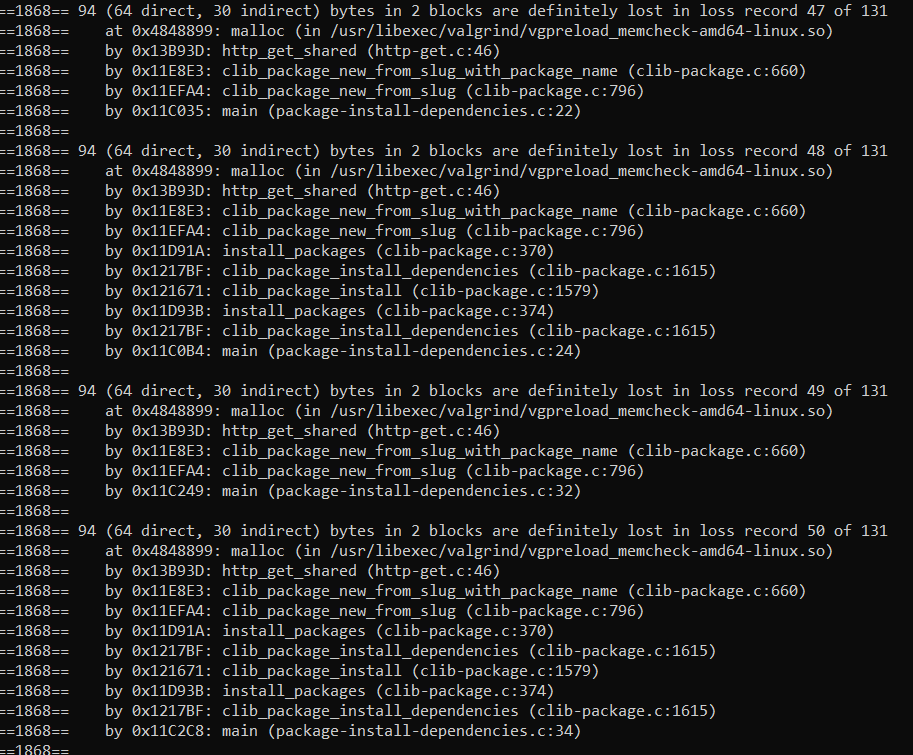 ==1868== 94 (64 direct, 30 indirect) bytes in 2 blocks are definitely lost in loss record 47 of 131
==1868==    at 0x4848899: malloc (in /usr/libexec/valgrind/vgpreload_memcheck-amd64-linux.so)
==1868==    by 0x13B93D: http_get_shared (http-get.c:46)
==1868==    by 0x11E8E3: clib_package_new_from_slug_with_package_name (clib-package.c:660)
==1868==    by 0x11EFA4: clib_package_new_from_slug (clib-package.c:796)
==1868==    by 0x11C035: main (package-install-dependencies.c:22)
==1868==
==1868== 94 (64 direct, 30 indirect) bytes in 2 blocks are definitely lost in loss record 48 of 131
==1868==    at 0x4848899: malloc (in /usr/libexec/valgrind/vgpreload_memcheck-amd64-linux.so)
==1868==    by 0x13B93D: http_get_shared (http-get.c:46)
==1868==    by 0x11E8E3: clib_package_new_from_slug_with_package_name (clib-package.c:660)
==1868==    by 0x11EFA4: clib_package_new_from_slug (clib-package.c:796)
==1868==    by 0x11D91A: install_packages (clib-package.c:370)
==1868==    by 0x1217BF: clib_package_install_dependencies (clib-package.c:1615)
==1868==    by 0x121671: clib_package_install (clib-package.c:1579)
==1868==    by 0x11D93B: install_packages (clib-package.c:374)
==1868==    by 0x1217BF: clib_package_install_dependencies (clib-package.c:1615)
==1868==    by 0x11C0B4: main (package-install-dependencies.c:24)
==1868==
==1868== 94 (64 direct, 30 indirect) bytes in 2 blocks are definitely lost in loss record 49 of 131
==1868==    at 0x4848899: malloc (in /usr/libexec/valgrind/vgpreload_memcheck-amd64-linux.so)
==1868==    by 0x13B93D: http_get_shared (http-get.c:46)
==1868==    by 0x11E8E3: clib_package_new_from_slug_with_package_name (clib-package.c:660)
==1868==    by 0x11EFA4: clib_package_new_from_slug (clib-package.c:796)
==1868==    by 0x11C249: main (package-install-dependencies.c:32)
==1868==
==1868== 94 (64 direct, 30 indirect) bytes in 2 blocks are definitely lost in loss record 50 of 131
==1868==    at 0x4848899: malloc (in /usr/libexec/valgrind/vgpreload_memcheck-amd64-linux.so)
==1868==    by 0x13B93D: http_get_shared (http-get.c:46)
==1868==    by 0x11E8E3: clib_package_new_from_slug_with_package_name (clib-package.c:660)
==1868==    by 0x11EFA4: clib_package_new_from_slug (clib-package.c:796)
==1868==    by 0x11D91A: install_packages (clib-package.c:370)
==1868==    by 0x1217BF: clib_package_install_dependencies (clib-package.c:1615)
==1868==    by 0x121671: clib_package_install (clib-package.c:1579)
==1868==    by 0x11D93B: install_packages (clib-package.c:374)
==1868==    by 0x1217BF: clib_package_install_dependencies (clib-package.c:1615)
==1868==    by 0x11C2C8: main (package-install-dependencies.c:34)
==1868==